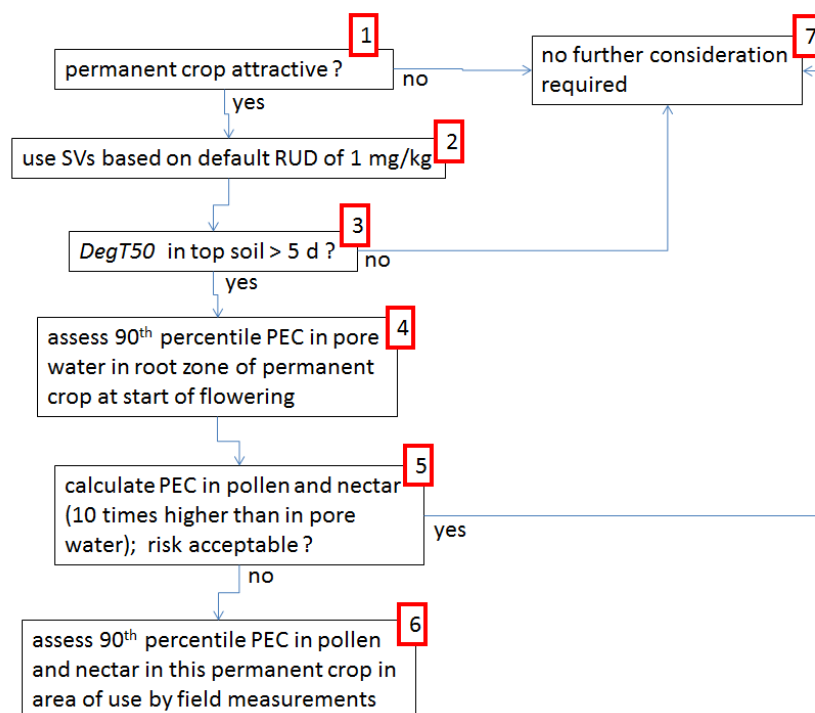 1
permanent crop attractive ?
no
yes
7
no further consideration
required
2
use SVs based on default RUD of 1 mg/kg
3
DegT50 in top soil > 5 d ?
no
yes
4
assess 90th percentile PEC in pore
water in root zone of permanent
crop at start of flowering
5
calculate PEC in pollen and nectar
(10 times higher than in pore
water); risk acceptable ?
yes
no
6
assess 90th percentile PEC in pollen
and nectar in this permanent crop in
area of use by field measurements